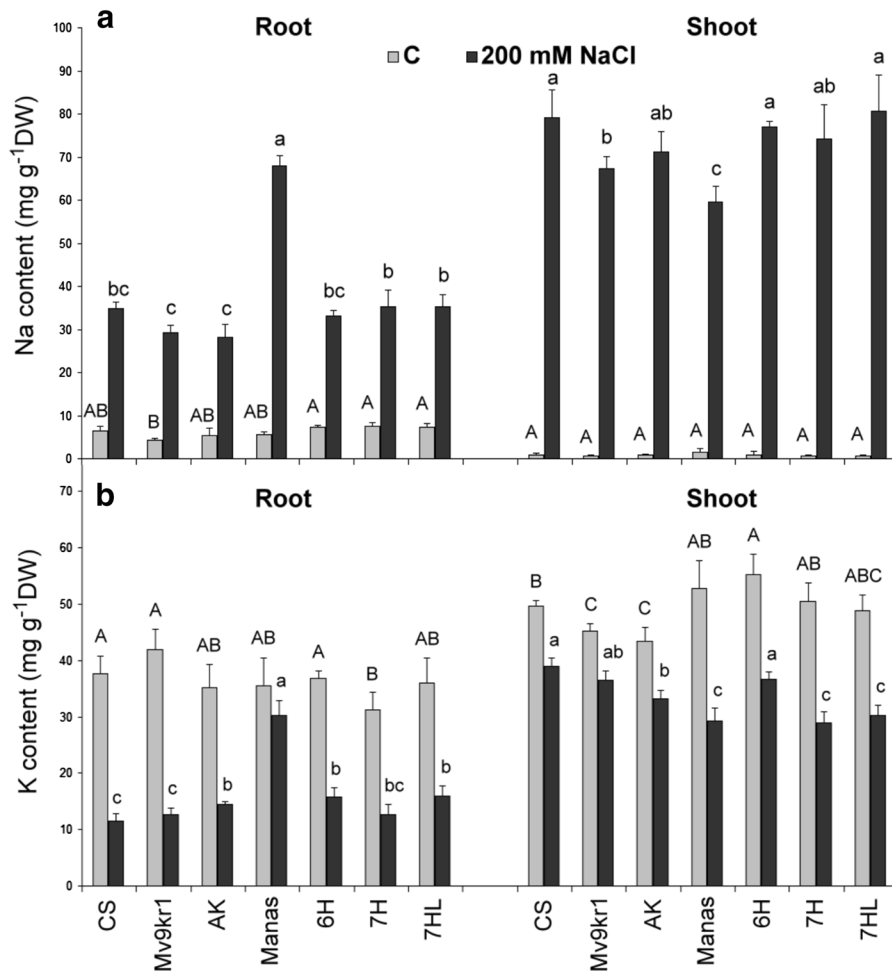 a
Root
Shoot
C
200 mM NaCl
Na content (mg g⁻¹DW)
100
90
80
70
60
50
40
30
20
10
0
bc
c
c
a
bc
b
b
AB
B
AB
AB
A
A
A
a
b
ab
c
a
ab
a
A
A
A
A
A
A
A
b
Root
Shoot
K content (mg g⁻¹DW)
70
60
50
40
30
20
10
0
A
A
AB
AB
A
B
AB
c
c
b
a
b
bc
b
B
C
C
AB
A
AB
ABC
a
ab
b
c
a
c
c
CS
Mv9kr1
AK
Manas
6H
7H
7HL
CS
Mv9kr1
AK
Manas
6H
7H
7HL